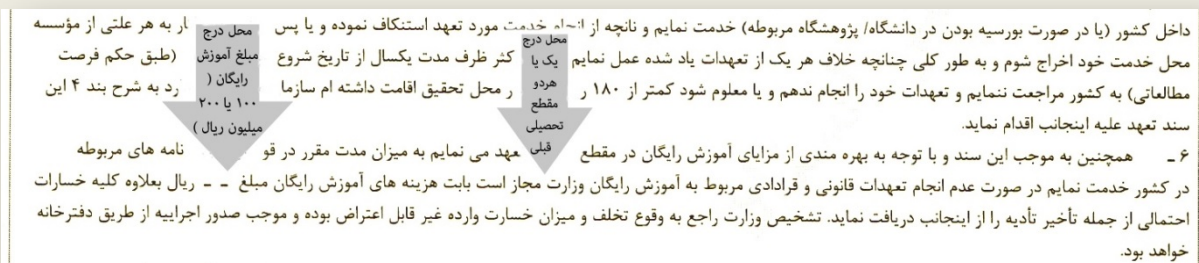 داخل کشور (یا در صورت بورسیه بودن در دانشگاه/ پژوهشگاه مربوطه) خدمت نمایم و نانچه از انجام خدمت مورد تعهد استنکاف نموده و یا پس ار به هر علتی از مؤسسه
محل خدمت خود اخراج شوم و به طور کلی چنانچه خلاف هر یک از تعهدات یاد شده عمل نمایم کثر ظرف مدت یکسال از تاریخ شروع (طبق حکم فرصت
مطالعاتی) به کشور مراجعت ننمایم و تعهدات خود را انجام ندهم و یا معلوم شود کمتر از ۱۸۰ ر ر محل تحقیق اقامت داشته ام سازما رد به شرح بند ۴ این
سند تعهد علیه اینجانب اقدام نماید.
۶ - همچنین به موجب این سند و با توجه به بهره مندی از مزایای آموزش رایگان در مقطع عهد می نمایم به میزان مدت مقرر در قو نامه های مربوطه
در کشور خدمت نمایم در صورت عدم انجام تعهدات قانونی و قرادادی مربوط به آموزش رایگان وزارت مجاز است بابت هزینه های آموزش رایگان مبلغ - - ریال بعلاوه کلیه خسارات
احتمالی از جمله تأخیر تأدیه را از اینجانب دریافت نماید. تشخیص وزارت راجع به وقوع تخلف و میزان خسارت وارده غیر قابل اعتراض بوده و موجب صدور اجراییه از طریق دفترخانه
خواهد بود.
محل درج
یک یا
هردو
مقطع
تحصیلی
قبلی
محل درج
مبلغ آموزش
رایگان (
۱۰۰ یا ۲۰۰
میلیون ریال )